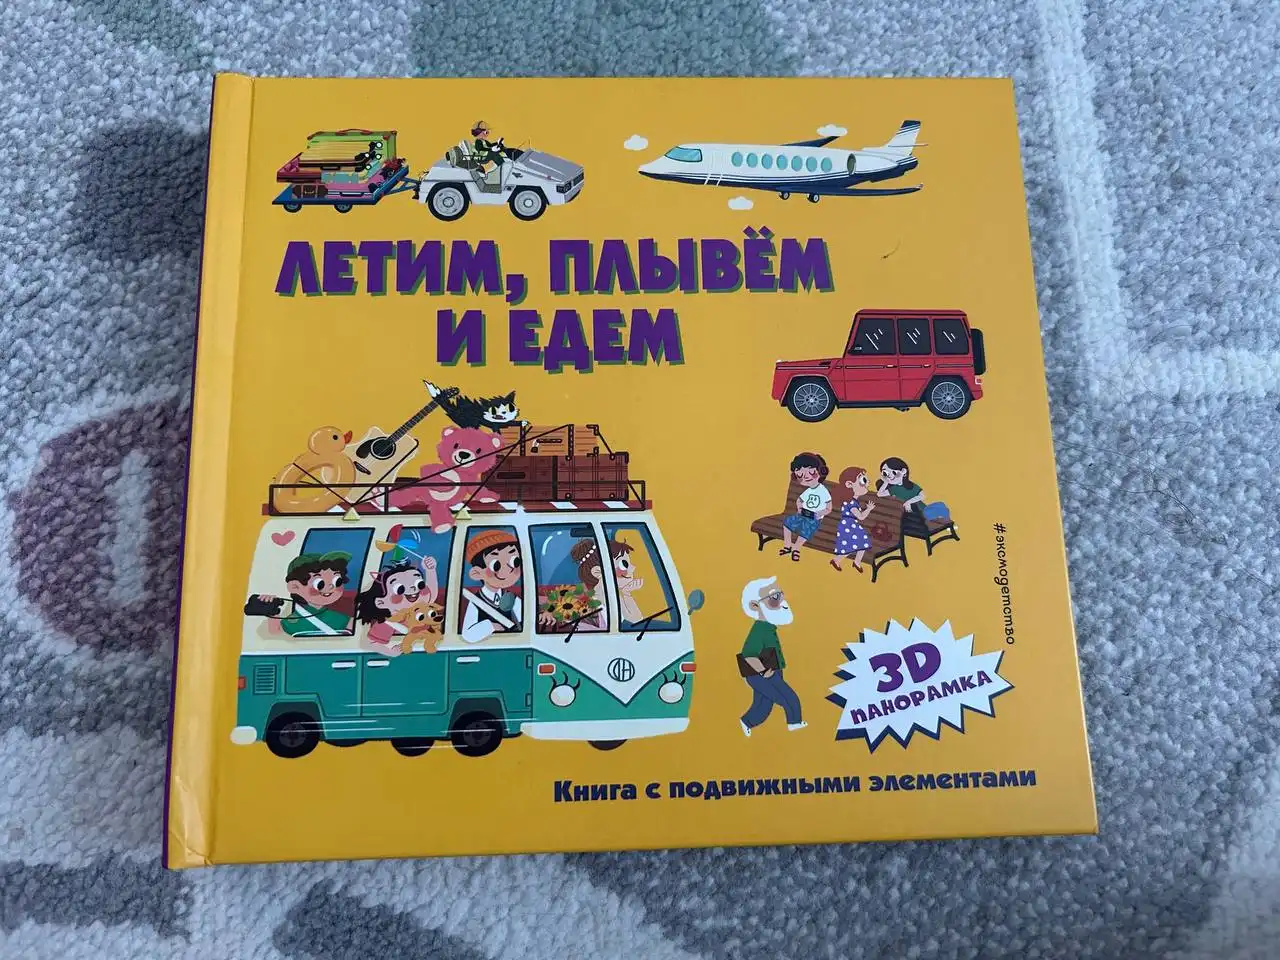 ЛЕТИМ, ПЛЫВЁМ
И ЕДЕМ
#эксмодетство
3D
ПАНОРАМКА
Книга с подвижными элементами